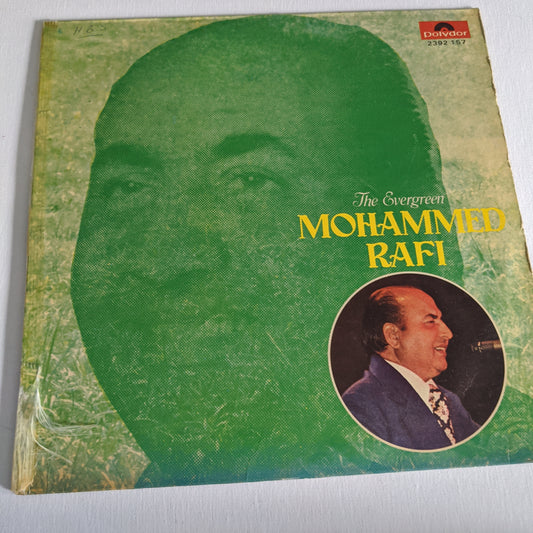 Polydor
2392 157
The Evergreen
MOHAMMED
RAFI